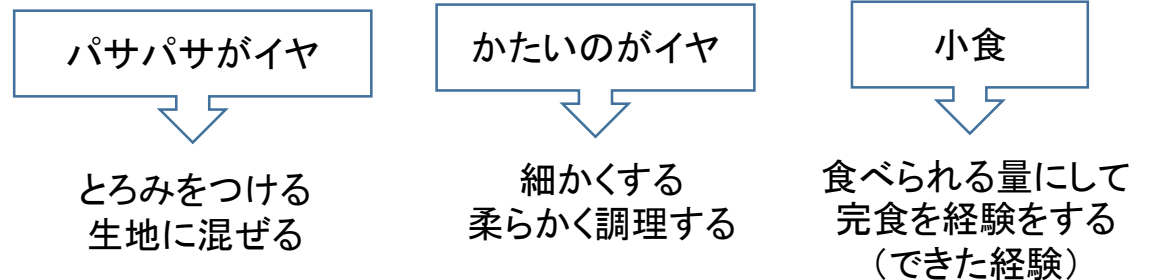 パサパサがイヤ
かたいのがイヤ
小食
とろみをつける
生地に混ぜる
細かくする
柔らかく調理する
食べられる量にして
完食を経験をする
（できた経験）